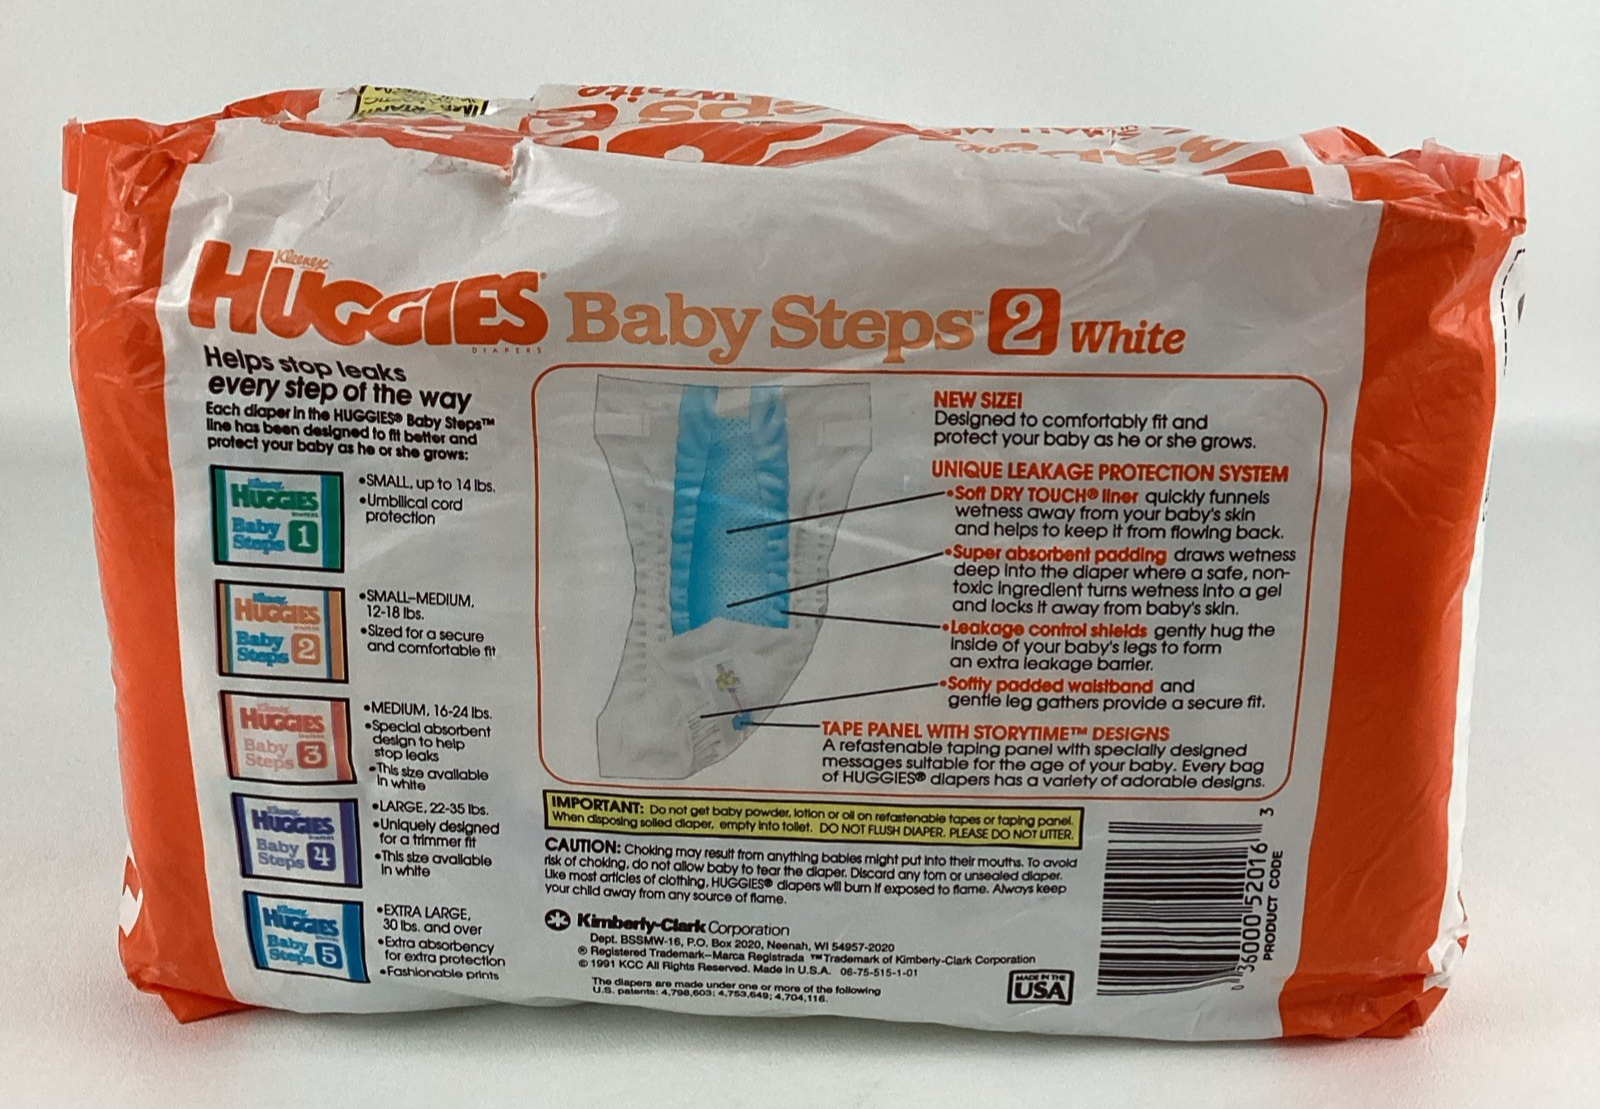 Kleenex
HUGGIES® Baby Steps™ 2 White
DIAPERS
Helps stop leaks
every step of the way
Each diaper in the HUGGIES® Baby Steps™
line has been designed to fit better and
protect your baby as he or she grows:
Kleenex
HUGGIES
DIAPERS
Baby
Steps 1
•SMALL, up to 14 lbs.
•Umbilical cord
protection
Kleenex
HUGGIES
DIAPERS
Baby
Steps 2
•SMALL–MEDIUM,
12-18 lbs.
•Sized for a secure
and comfortable fit
Kleenex
HUGGIES
Baby
Steps 3
•MEDIUM, 16-24 lbs.
•Special absorbent
design to help
stop leaks
•This size available
in white
Kleenex
HUGGIES
DIAPERS
Baby
Steps 4
•LARGE, 22-35 lbs.
•Uniquely designed
for a trimmer fit
•This size available
in white
Kleenex
HUGGIES
DIAPERS
Baby
Steps 5
•EXTRA LARGE,
30 lbs. and over
•Extra absorbency
for extra protection
•Fashionable prints
NEW SIZE!
Designed to comfortably fit and
protect your baby as he or she grows.
UNIQUE LEAKAGE PROTECTION SYSTEM
•Soft DRY TOUCH® liner quickly funnels
wetness away from your baby's skin
and helps to keep it from flowing back.
•Super absorbent padding draws wetness
deep into the diaper where a safe, non-
toxic ingredient turns wetness into a gel
and locks it away from baby's skin.
•Leakage control shields gently hug the
inside of your baby's legs to form
an extra leakage barrier.
•Softly padded waistband and
gentle leg gathers provide a secure fit.
TAPE PANEL WITH STORYTIME™ DESIGNS
A refastenable taping panel with specially designed
messages suitable for the age of your baby. Every bag
of HUGGIES® diapers has a variety of adorable designs.
IMPORTANT: Do not get baby powder, lotion or oil on refastenable tapes or taping panel.
When disposing soiled diaper, empty into toilet. DO NOT FLUSH DIAPER. PLEASE DO NOT LITTER.
CAUTION: Choking may result from anything babies might put into their mouths. To avoid
risk of choking, do not allow baby to tear the diaper. Discard any torn or unsealed diaper.
Like most articles of clothing, HUGGIES® diapers will burn if exposed to flame. Always keep
your child away from any source of flame.
Kimberly-Clark Corporation
Dept. BSSMW-16, P.O. Box 2020, Neenah, WI 54957-2020
® Registered Trademark–Marca Registrada ™Trademark of Kimberly-Clark Corporation
© 1991 KCC All Rights Reserved. Made in U.S.A. 06-75-515-1-01
The diapers are made under one or more of the following
U.S. patents: 4,798,603; 4,753,649; 4,704,116.
MADE IN THE
USA
0 36000 52016 3
PRODUCT CODE